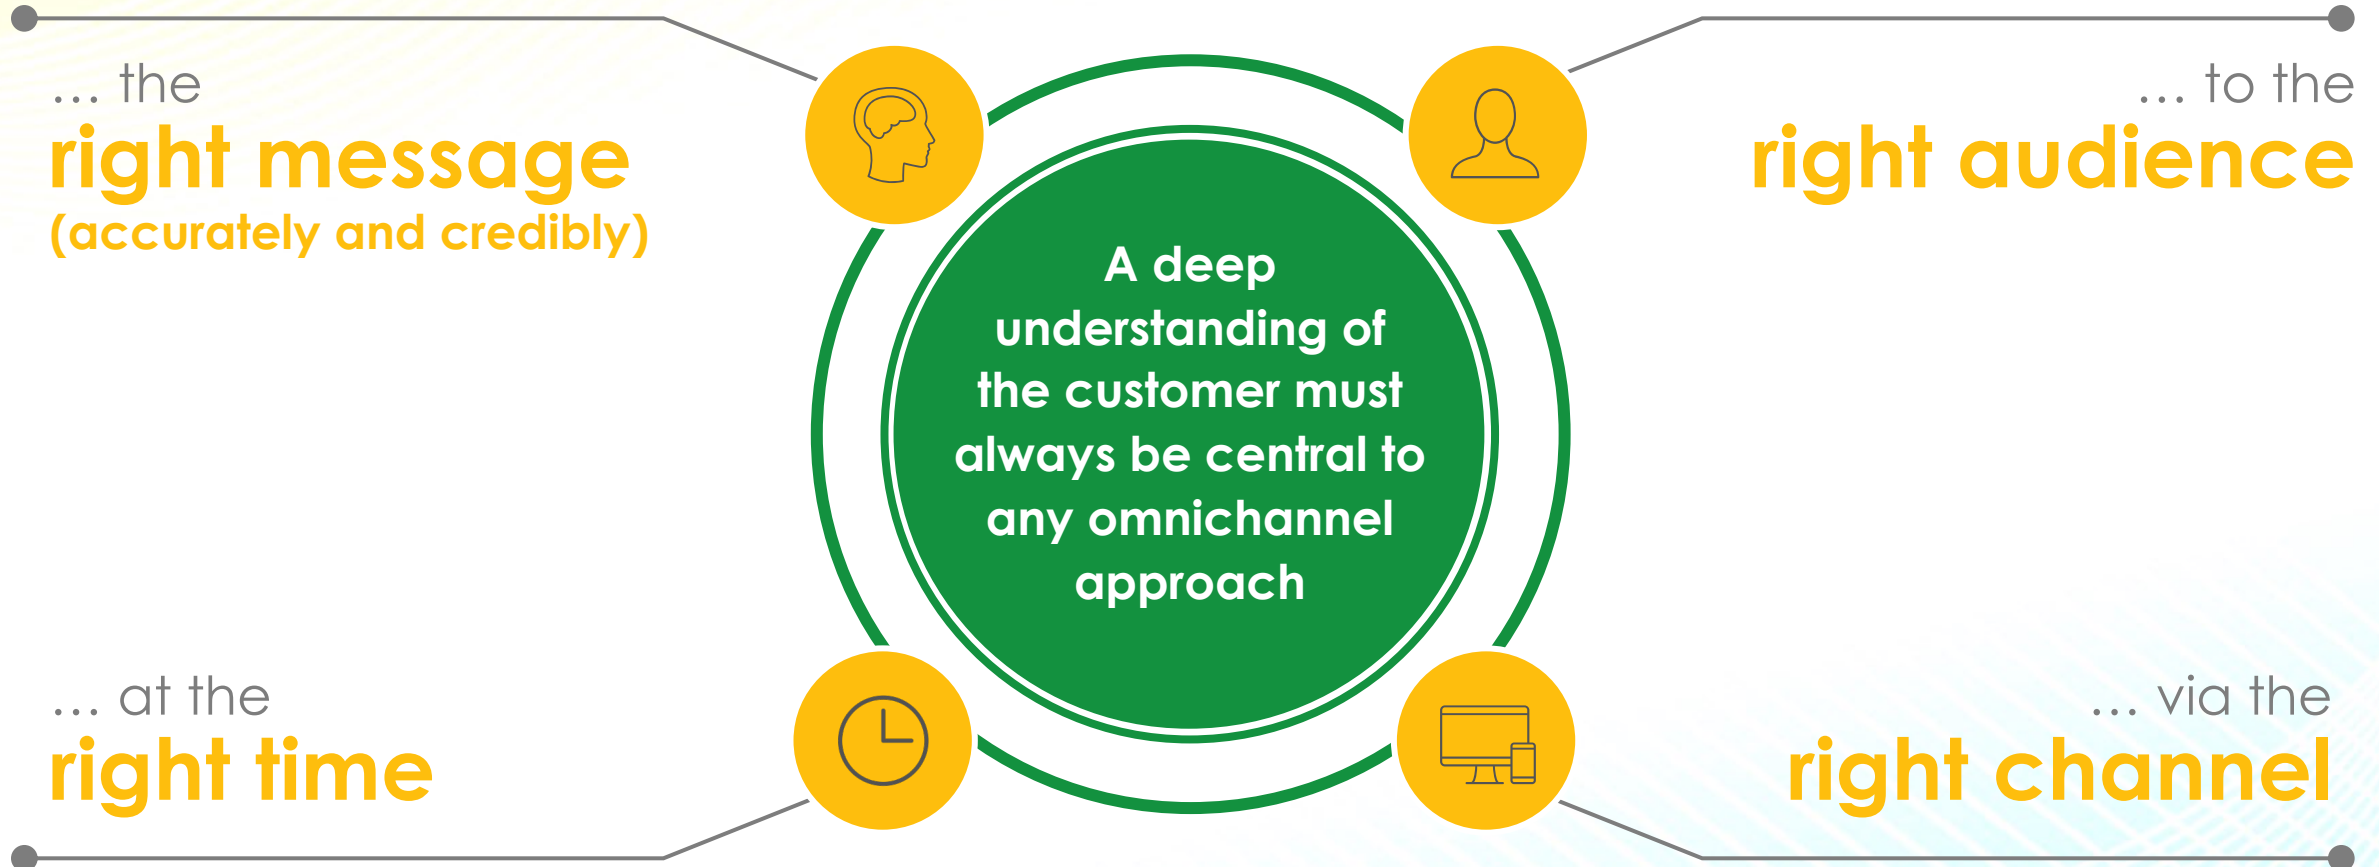 … the
right message
(accurately and credibly)
… to the
right audience
A deep
understanding of
the customer must
always be central to
any omnichannel
approach
… at the
right time
… via the
right channel